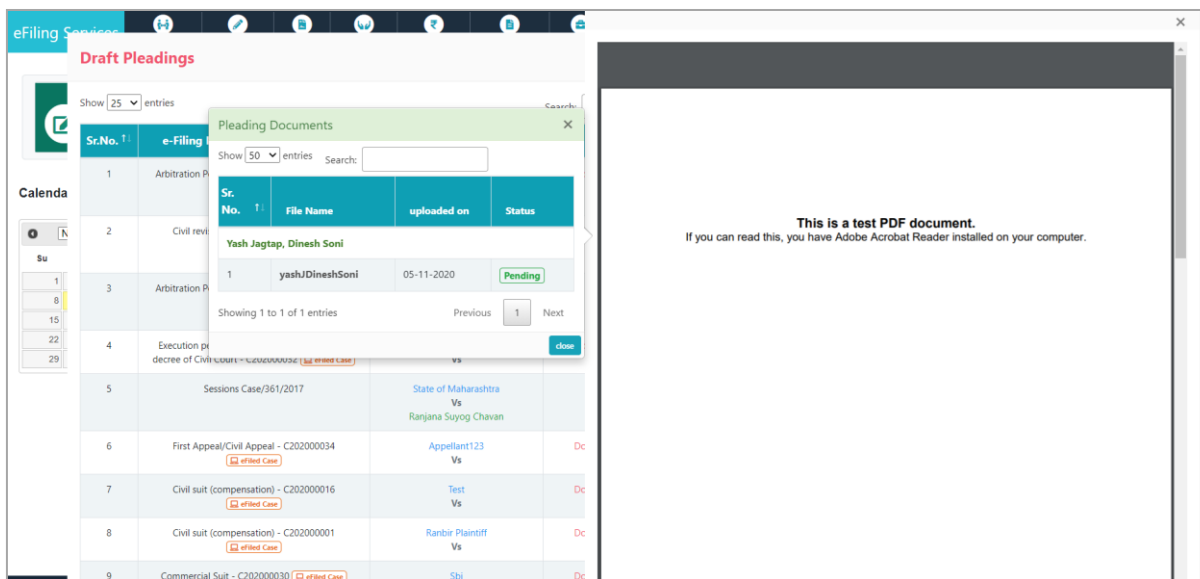 eFiling Services
Draft Pleadings
Show 25 entries
Search:
Sr.No.
e-Filing
Pleading Documents
Show 50 entries Search:
Sr. No. File Name uploaded on Status
Yash Jagtap, Dinesh Soni
1 yashJDineshSoni 05-11-2020 Pending
Showing 1 to 1 of 1 entries Previous 1 Next
close
1 Arbitration
2 Civil
3 Arbitration
4 Execution
decree of Civil Court - C202000032 eFiled Case
Vs
5 Sessions Case/361/2017 State of Maharashtra
Vs
Ranjana Suyog Chavan
6 First Appeal/Civil Appeal - C202000034 Appellant123
eFiled Case Vs
7 Civil suit (compensation) - C202000016 Test
eFiled Case Vs
8 Civil suit (compensation) - C202000001 Ranbir Plaintiff
eFiled Case Vs
9 Commercial Suit - C202000030 eFiled Case Sbi
Calenda
Su
1
8
15
22
29
This is a test PDF document.
If you can read this, you have Adobe Acrobat Reader installed on your computer.